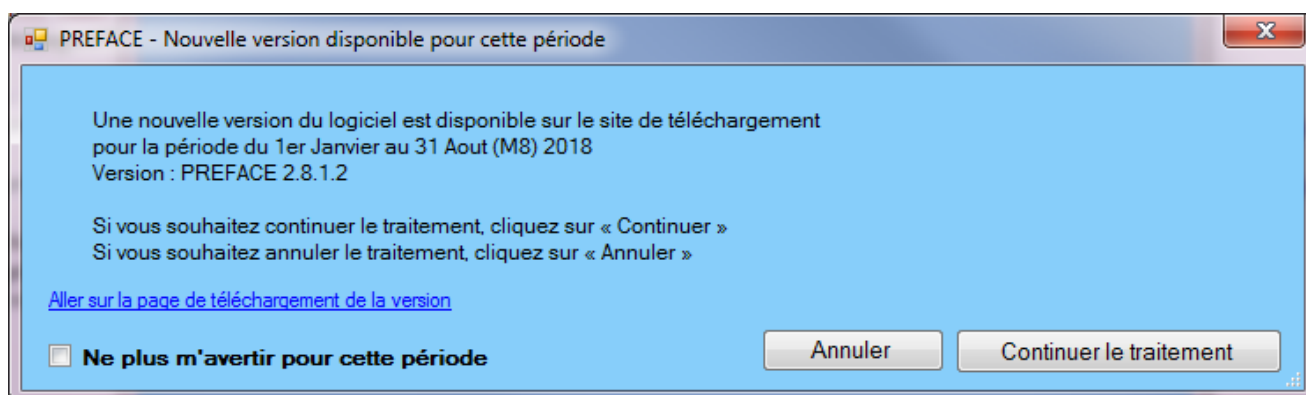 PREFACE - Nouvelle version disponible pour cette période
Une nouvelle version du logiciel est disponible sur le site de téléchargement
pour la période du 1er Janvier au 31 Aout (M8) 2018
Version : PREFACE 2.8.1.2
Si vous souhaitez continuer le traitement, cliquez sur « Continuer »
Si vous souhaitez annuler le traitement, cliquez sur « Annuler »
Aller sur la page de téléchargement de la version
Ne plus m'avertir pour cette période
Annuler
Continuer le traitement